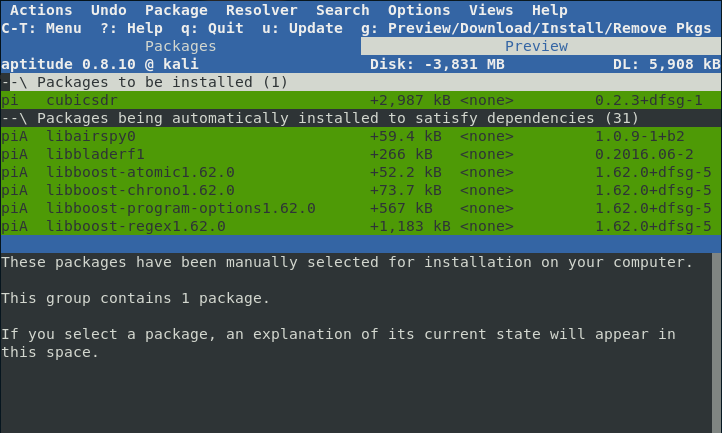 Actions Undo Package Resolver Search Options Views Help
C-T: Menu ?: Help q: Quit u: Update g: Preview/Download/Install/Remove Pkgs
Packages Preview
aptitude 0.8.10 @ kali Disk: -3,831 MB DL: 5,908 kB
--\ Packages to be installed (1)
pi cubicsdr +2,987 kB <none> 0.2.3+dfsg-1
--\ Packages being automatically installed to satisfy dependencies (31)
piA libairspy0 +59.4 kB <none> 1.0.9-1+b2
piA libbladerf1 +266 kB <none> 0.2016.06-2
piA libboost-atomic1.62.0 +52.2 kB <none> 1.62.0+dfsg-5
piA libboost-chrono1.62.0 +73.7 kB <none> 1.62.0+dfsg-5
piA libboost-program-options1.62.0 +567 kB <none> 1.62.0+dfsg-5
piA libboost-regex1.62.0 +1,183 kB <none> 1.62.0+dfsg-5
These packages have been manually selected for installation on your computer.
This group contains 1 package.
If you select a package, an explanation of its current state will appear in
this space.